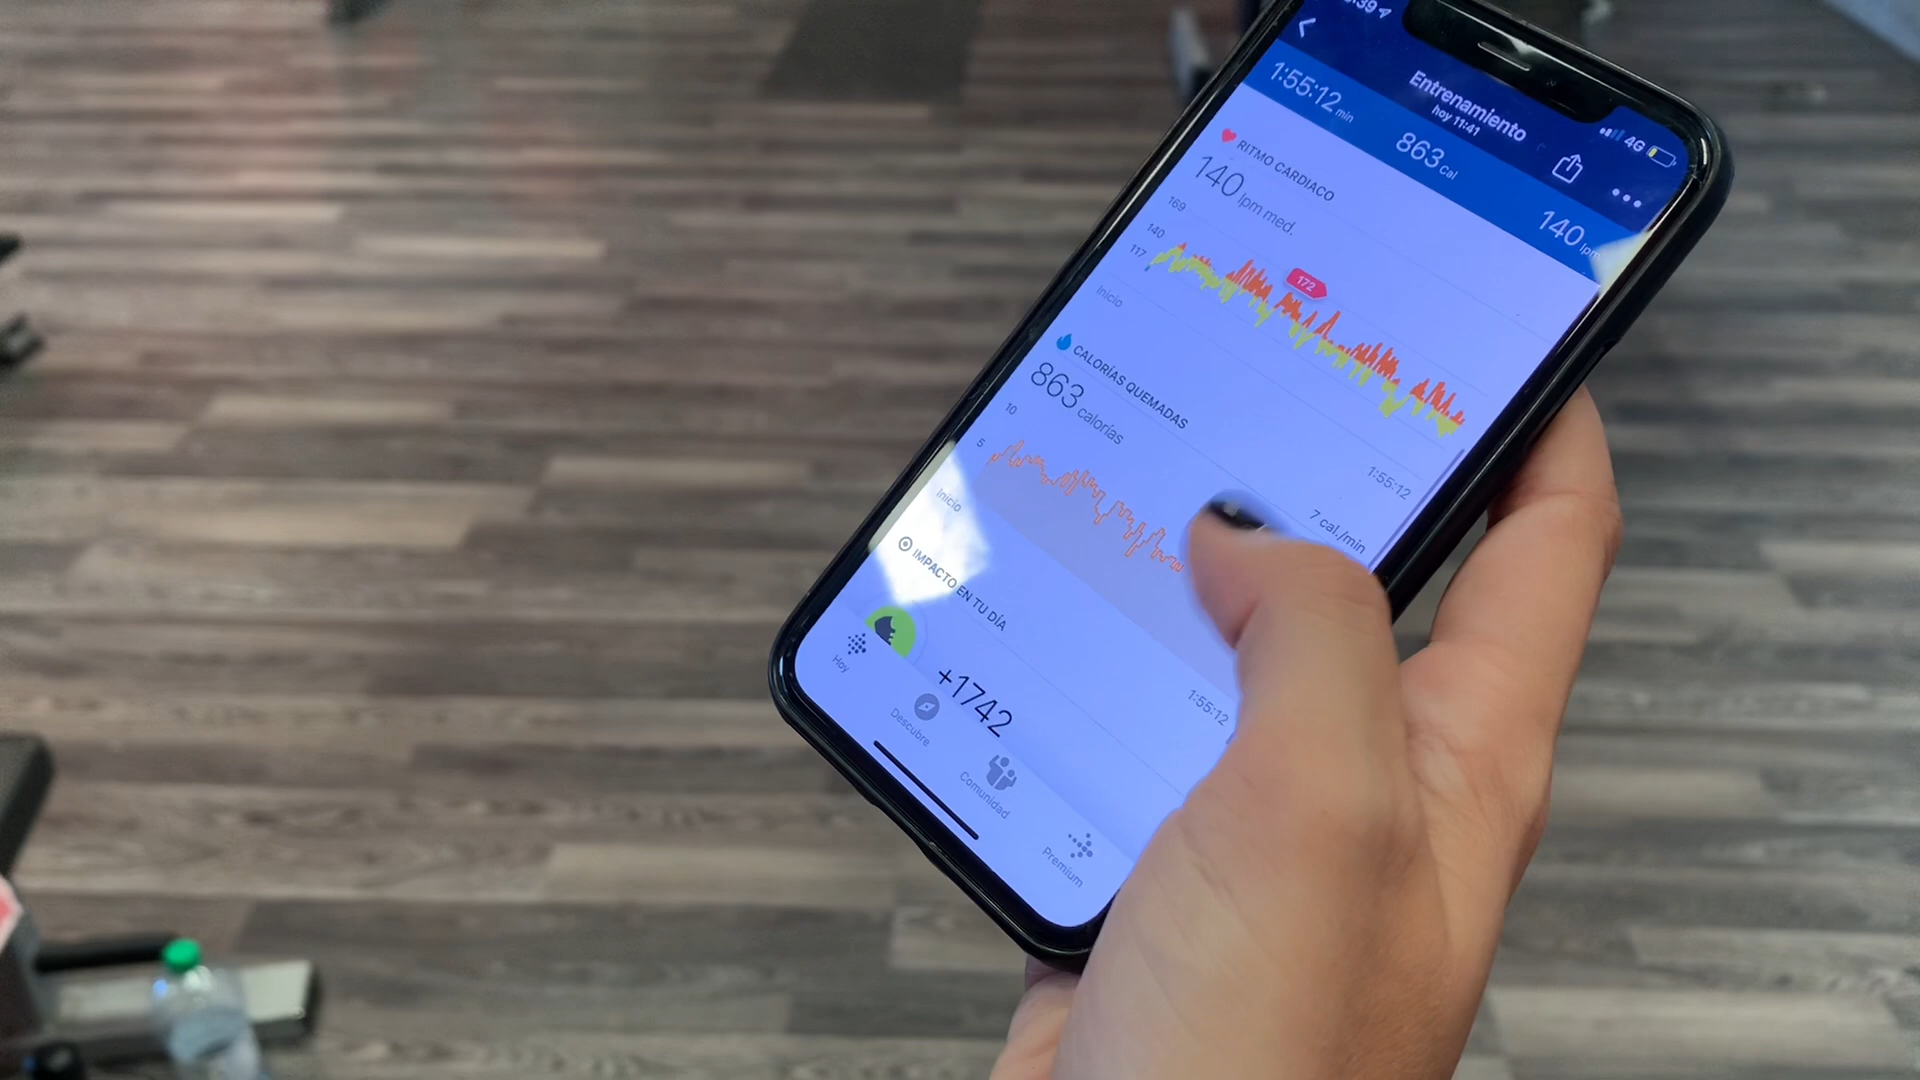 Entrenamiento
hoy 11:41
4G
1:55:12 min
863 Cal
140 lpm
RITMO CARDIACO
140 lpm med.
169
140
117
172
Inicio
1:55:12
CALORÍAS QUEMADAS
863 calorías
7 cal./min
10
5
Inicio
1:55:12
IMPACTO EN TU DÍA
+1742
Hoy
Descubre
Comunidad
Premium